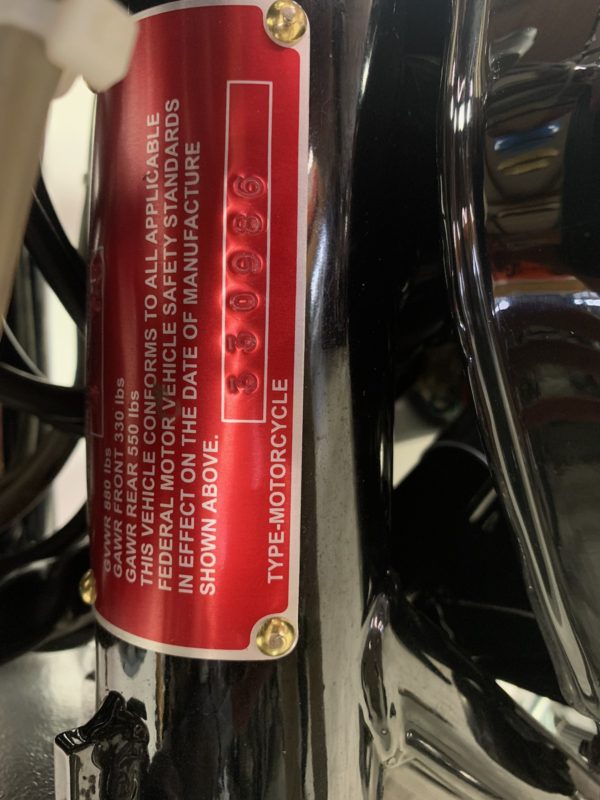 GVWR 880 lbs
GAWR FRONT 330 lbs
GAWR REAR 550 lbs
THIS VEHICLE CONFORMS TO ALL APPLICABLE
FEDERAL MOTOR VEHICLE SAFETY STANDARDS
IN EFFECT ON THE DATE OF MANUFACTURE
SHOWN ABOVE.
330986
TYPE-MOTORCYCLE